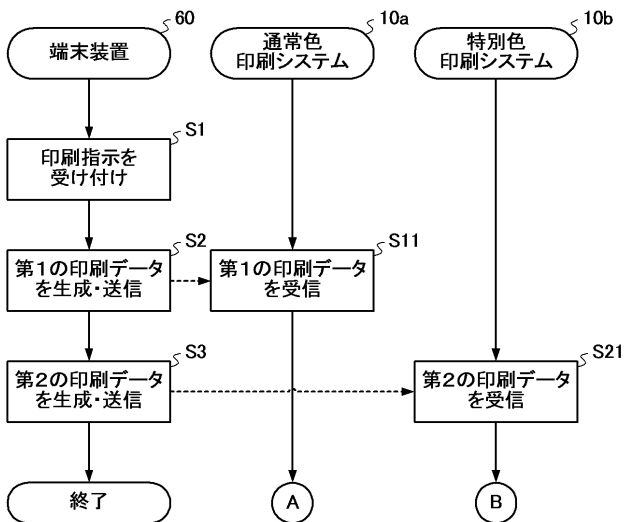 60
端末装置
10a
通常色
印刷システム
10b
特別色
印刷システム
S1
印刷指示を
受け付け
S2
第1の印刷データ
を生成・送信
S11
第1の印刷データ
を受信
S3
第2の印刷データ
を生成・送信
S21
第2の印刷データ
を受信
終了
A
B